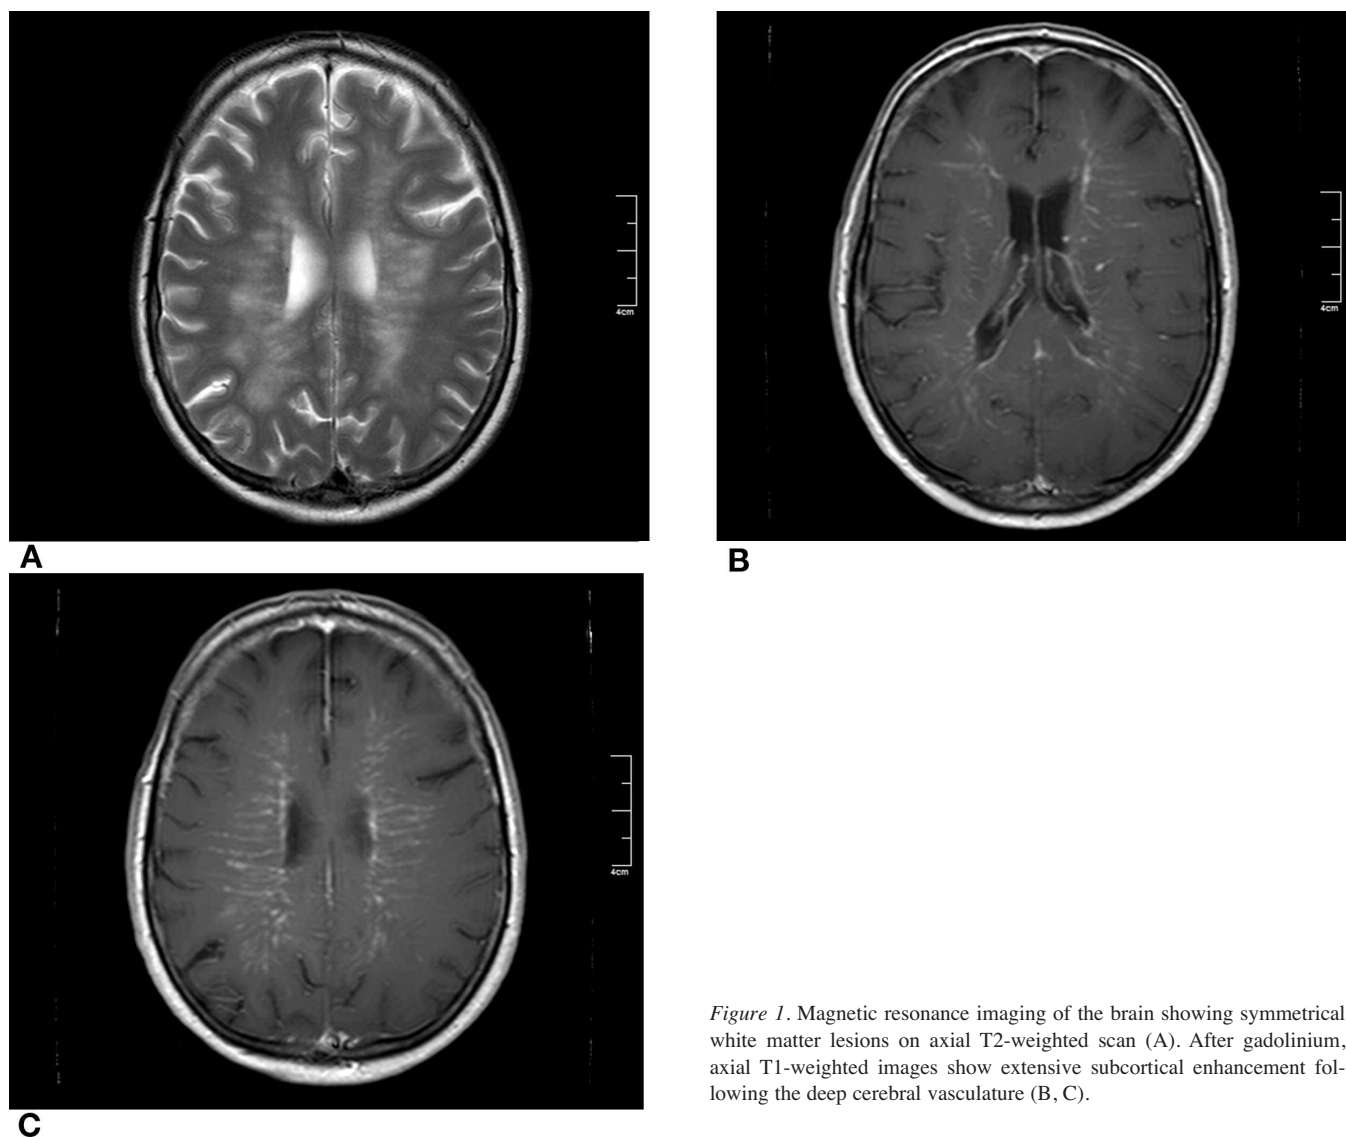 4cm
A
4cm
B
4cm
C
Figure 1. Magnetic resonance imaging of the brain showing symmetrical
white matter lesions on axial T2-weighted scan (A). After gadolinium,
axial T1-weighted images show extensive subcortical enhancement fol-
lowing the deep cerebral vasculature (B, C).